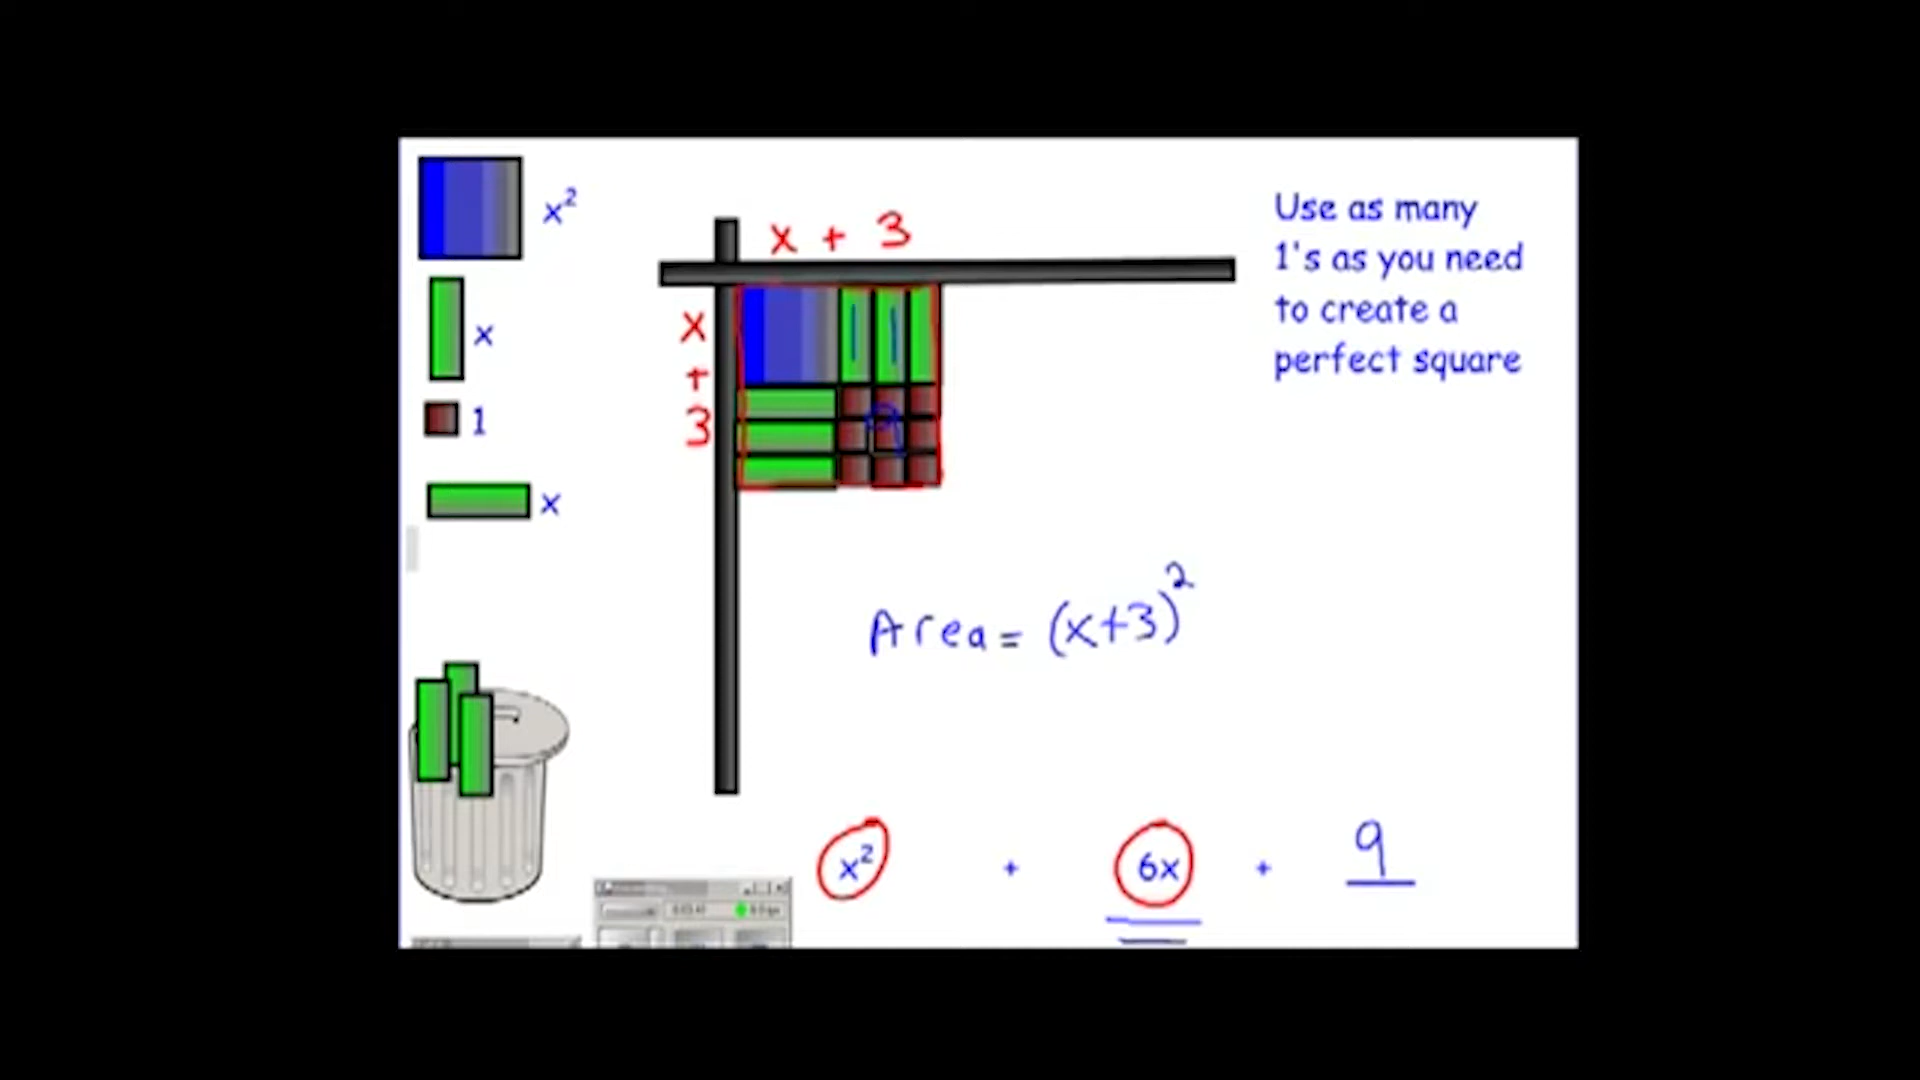 x²
x
1
x
x + 3
x
+
3
9
Use as many
1's as you need
to create a
perfect square
Area = (x+3)²
x² + 6x + 9